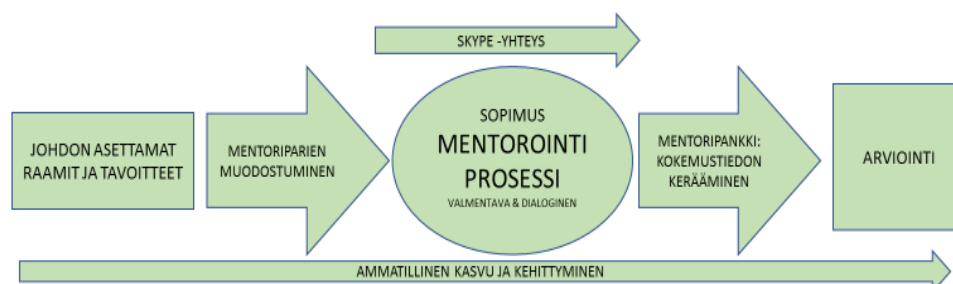 SKYPE -YHTEYS
JOHDON ASETTAMAT
RAAMIT JA TAVOITTEET
MENTORIPARIEN
MUODOSTUMINEN
SOPIMUS
MENTOROINTI
PROSESSI
VALMENTAVA & DIALOGINEN
MENTORIPANKKI:
KOKEMUSTIEDON
KERÄÄMINEN
ARVIOINTI
AMMATILLINEN KASVU JA KEHITTYMINEN